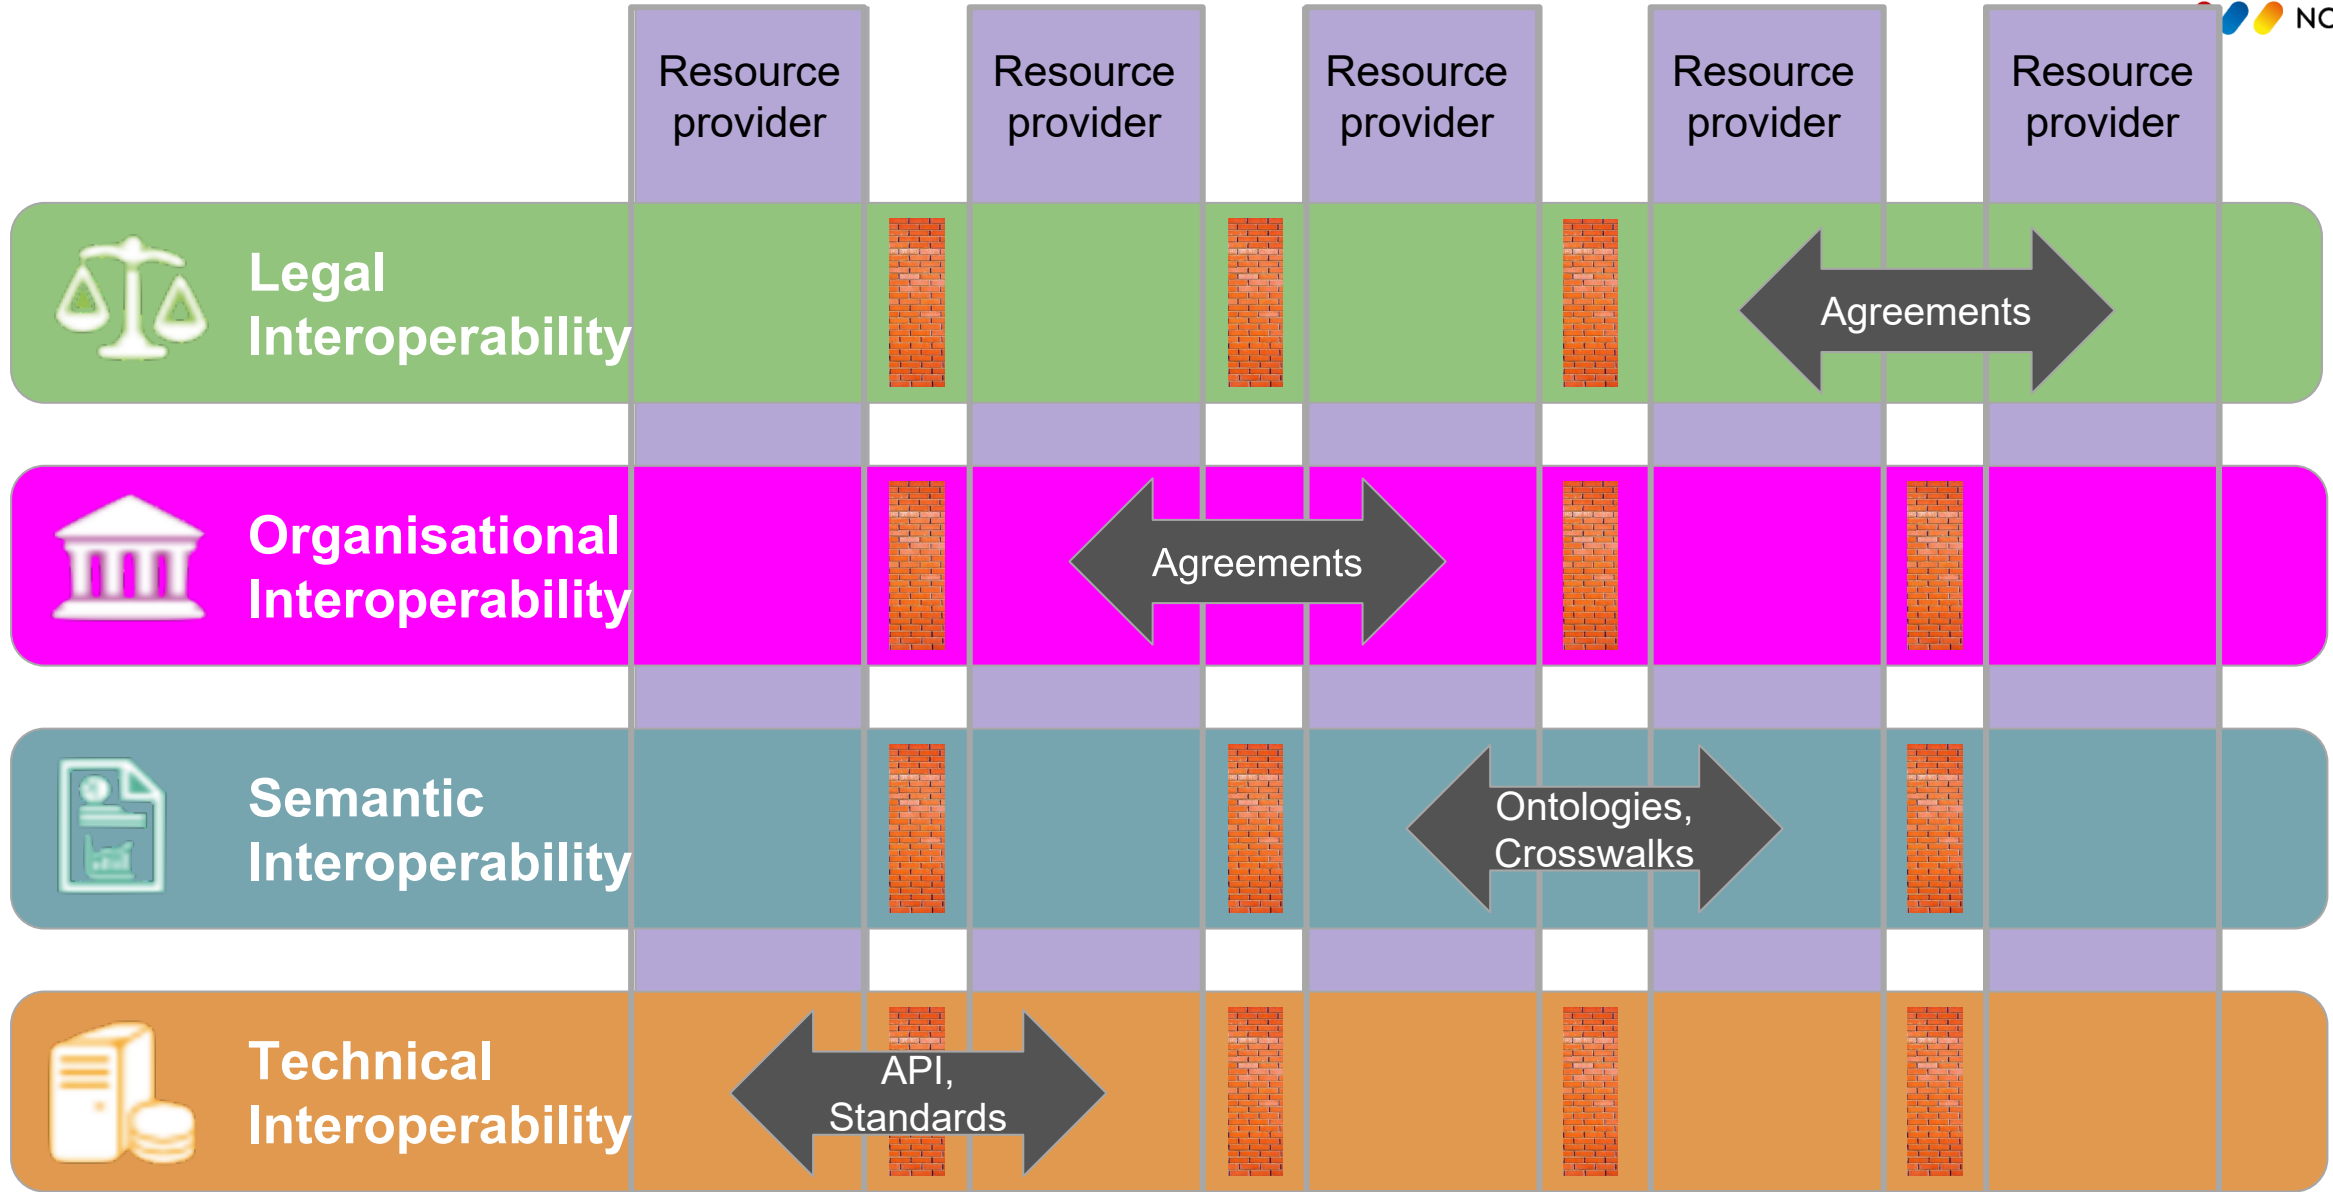 Resource
provider
Resource
provider
Resource
provider
Resource
provider
Resource
provider
Legal
Interoperability
Agreements
Organisational
Interoperability
Agreements
Semantic
Interoperability
Ontologies,
Crosswalks
Technical
Interoperability
API,
Standards